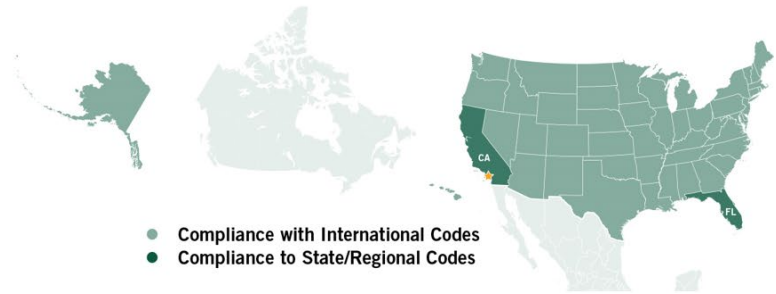 CA
FL
Compliance with International Codes
Compliance to State/Regional Codes